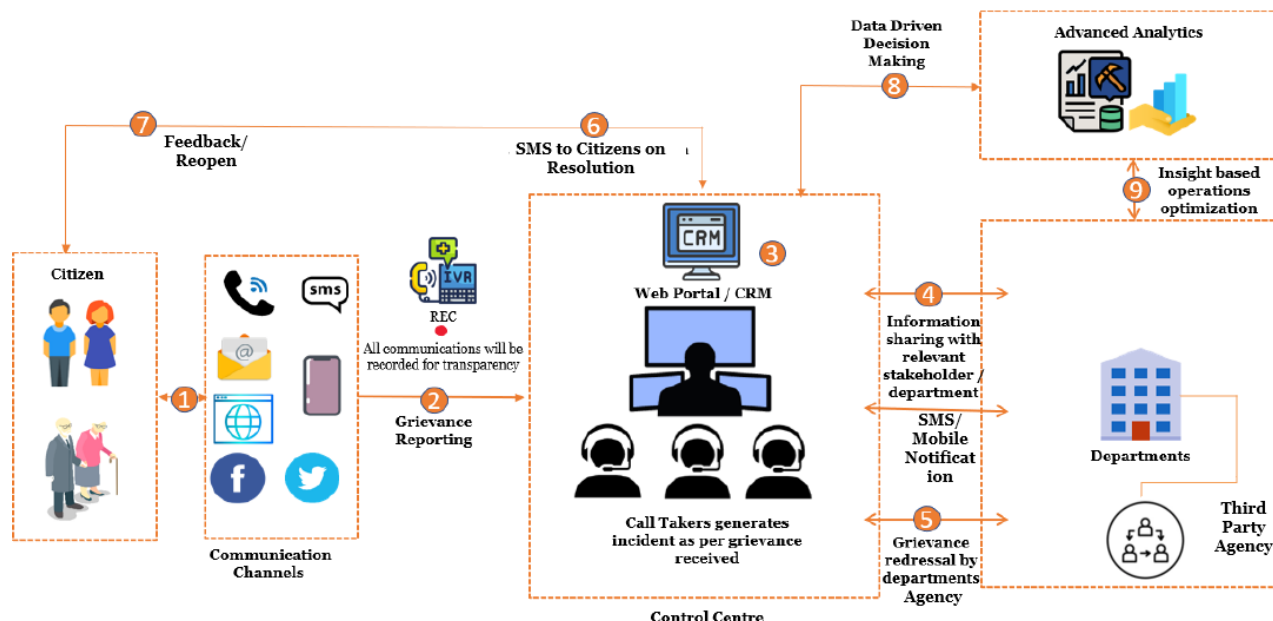 Data Driven
Decision
Making
8
Advanced Analytics
7
Feedback/
Reopen
6
SMS to Citizens on
Resolution
9
Insight based
operations
optimization
Citizen
sms
@
f
1
Communication
Channels
IVR
REC
All communications will be
recorded for transparency
2
Grievance
Reporting
CRM
3
Web Portal / CRM
Call Takers generates
incident as per grievance
received
Control Centre
4
Information
sharing with
relevant
stakeholder /
department
SMS/
Mobile
Notificat
ion
5
Grievance
redressal by
departments
Agency
Departments
Third
Party
Agency